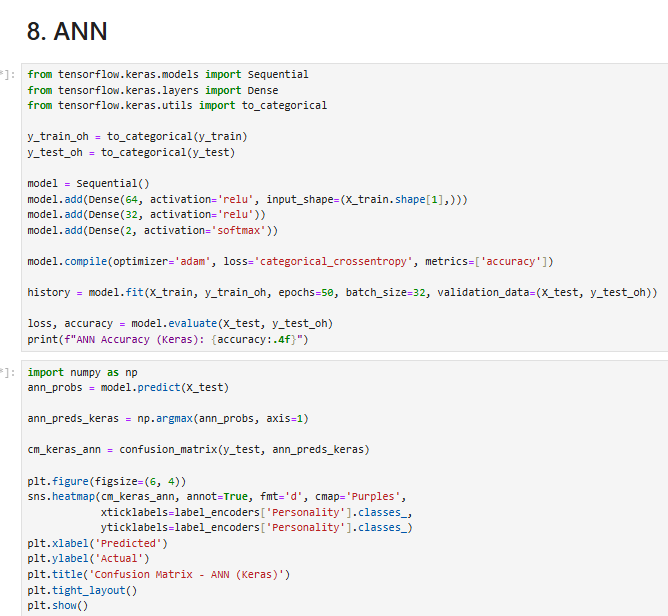 8. ANN
*]:
from tensorflow.keras.models import Sequential
from tensorflow.keras.layers import Dense
from tensorflow.keras.utils import to_categorical
y_train_oh = to_categorical(y_train)
y_test_oh = to_categorical(y_test)
model = Sequential()
model.add(Dense(64, activation='relu', input_shape=(X_train.shape[1],)))
model.add(Dense(32, activation='relu'))
model.add(Dense(2, activation='softmax'))
model.compile(optimizer='adam', loss='categorical_crossentropy', metrics=['accuracy'])
history = model.fit(X_train, y_train_oh, epochs=50, batch_size=32, validation_data=(X_test, y_test_oh))
loss, accuracy = model.evaluate(X_test, y_test_oh)
print(f"ANN Accuracy (Keras): {accuracy:.4f}")
*]:
import numpy as np
ann_probs = model.predict(X_test)
ann_preds_keras = np.argmax(ann_probs, axis=1)
cm_keras_ann = confusion_matrix(y_test, ann_preds_keras)
plt.figure(figsize=(6, 4))
sns.heatmap(cm_keras_ann, annot=True, fmt='d', cmap='Purples',
            xticklabels=label_encoders['Personality'].classes_,
            yticklabels=label_encoders['Personality'].classes_)
plt.xlabel('Predicted')
plt.ylabel('Actual')
plt.title('Confusion Matrix - ANN (Keras)')
plt.tight_layout()
plt.show()